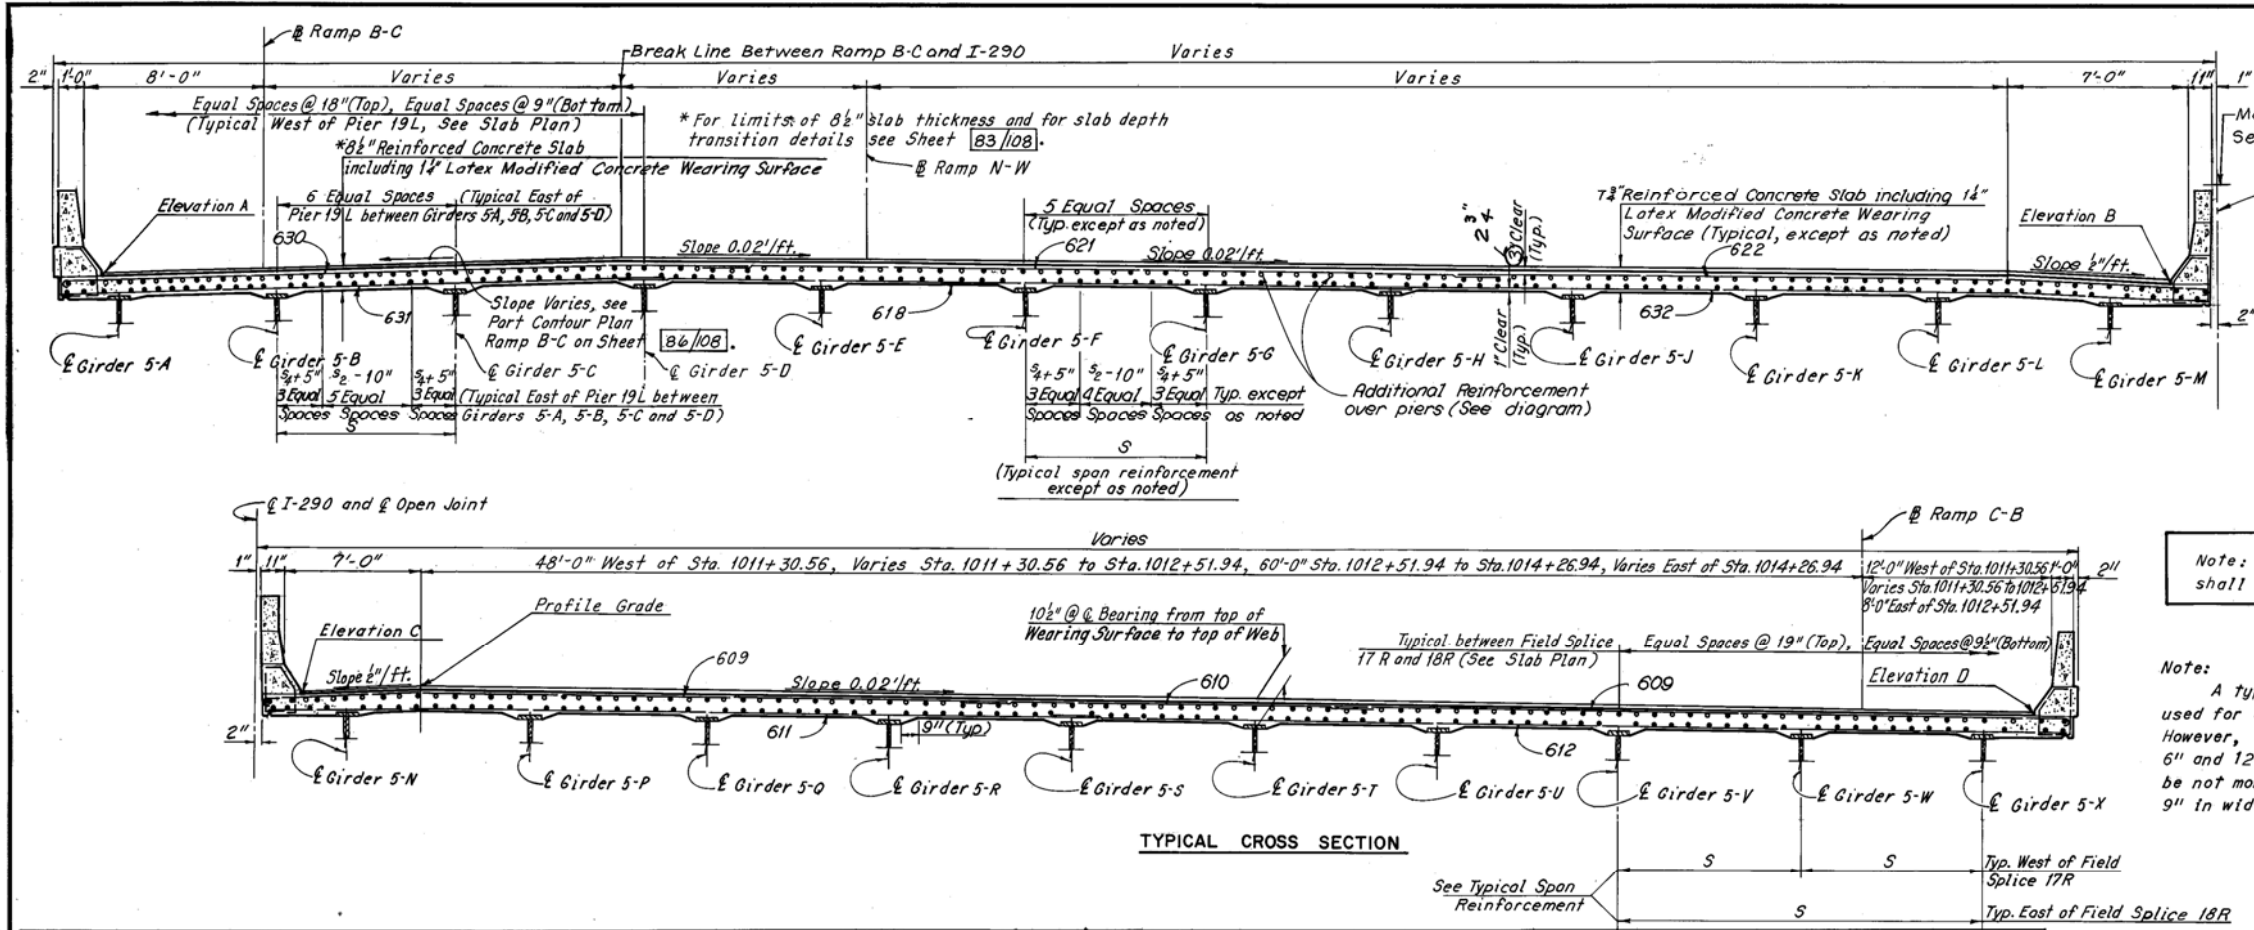 ℔ Ramp B-C
Break Line Between Ramp B-C and I-290
Varies
2"
1'-0"
8'-0"
Varies
Varies
Varies
7'-0"
11"
1"
Equal Spaces @ 18"(Top), Equal Spaces @ 9"(Bottom)
(Typical West of Pier 19L, See Slab Plan)
* For limits of 8½" slab thickness and for slab depth
transition details see Sheet 83/108.
*8½" Reinforced Concrete Slab
including 1¼" Latex Modified Concrete Wearing Surface
℔ Ramp N-W
6 Equal Spaces (Typical East of
Pier 19L between Girders 5A, 5B, 5-C and 5-D)
Elevation A
630
Slope 0.02'/ft.
5 Equal Spaces
(Typ. except as noted)
621
Slope 0.02'/ft.
2¾"
(3") Clear
(Typ.)
7¾" Reinforced Concrete Slab including 1¼"
Latex Modified Concrete Wearing
Surface (Typical, except as noted)
622
Elevation B
Slope ½"/ft.
631
Slope Varies, see
Part Contour Plan
Ramp B-C on Sheet 86/108.
618
632
1" Clear
(Typ.)
2"
℄ Girder 5-A
℄ Girder 5-B
℄ Girder 5-C
℄ Girder 5-D
℄ Girder 5-E
℄ Girder 5-F
℄ Girder 5-G
℄ Girder 5-H
℄ Girder 5-J
℄ Girder 5-K
℄ Girder 5-L
℄ Girder 5-M
S/4+5" S/2-10" S/4+5"
3 Equal 5 Equal 3 Equal (Typical East of Pier 19L between
Spaces Spaces Spaces Girders 5-A, 5-B, 5-C and 5-D)
S
S/4+5" S/2-10" S/4+5"
3 Equal 4 Equal 3 Equal Typ. except
Spaces Spaces Spaces as noted
S
(Typical span reinforcement
except as noted)
Additional Reinforcement
over piers (See diagram)
℄ I-290 and ℄ Open Joint
℔ Ramp C-B
Varies
1"
11"
7'-0"
48'-0" West of Sta. 1011+30.56, Varies Sta. 1011+30.56 to Sta. 1012+51.94, 60'-0" Sta. 1012+51.94 to Sta. 1014+26.94, Varies East of Sta. 1014+26.94
12'-0" West of Sta. 1011+30.56
Varies Sta. 1011+30.56 to 1012+51.94
8'-0" East of Sta. 1012+51.94
1'-0"
2"
Note:
shall
Profile Grade
Elevation C
Slope ½"/ft.
10½" @ ℄ Bearing from top of
Wearing Surface to top of Web
Typical between Field Splice
17 R and 18R (See Slab Plan)
Equal Spaces @ 19" (Top), Equal Spaces @ 9½" (Bottom)
609
Slope 0.02'/ft.
610
609
Elevation D
Note:
used for
However,
6" and 12
9" in wid
2"
611
9" (Typ)
612
℄ Girder 5-N
℄ Girder 5-P
℄ Girder 5-Q
℄ Girder 5-R
℄ Girder 5-S
℄ Girder 5-T
℄ Girder 5-U
℄ Girder 5-V
℄ Girder 5-W
℄ Girder 5-X
TYPICAL CROSS SECTION
See Typical Span
Reinforcement
S
S
Typ. West of Field
Splice 17R
S
Typ. East of Field Splice 18R